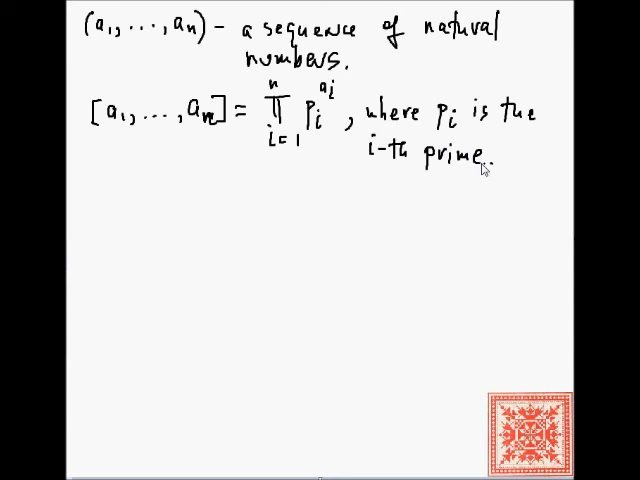 (a₁, ..., aₙ) - a sequence of natural
numbers.
[a₁, ..., aₙ] = ∏ᵢ₌₁ⁿ pᵢ^{aᵢ}, where pᵢ is the
i-th prime.